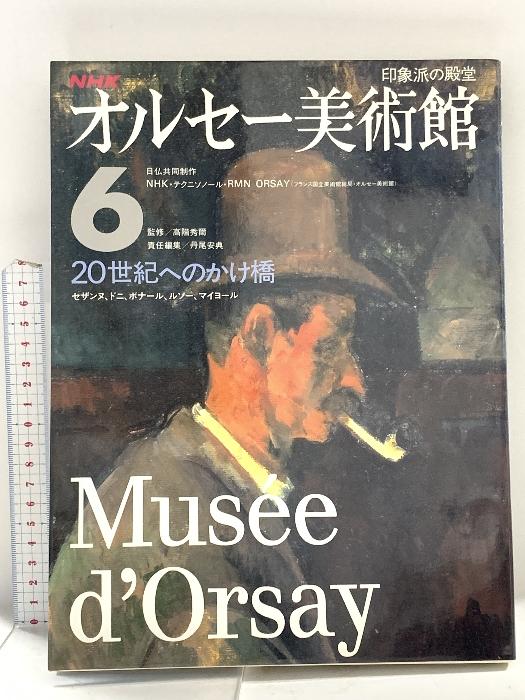 NHK
印象派の殿堂
オルセー美術館
6
日仏共同制作
NHK・テクニソノール・RMN ORSAY(フランス国立美術館総局・オルセー美術館)
監修/高階秀爾
責任編集/丹尾安典
20世紀へのかけ橋
セザンヌ、ドニ、ボナール、ルソー、マイヨール
Musée
d'Orsay